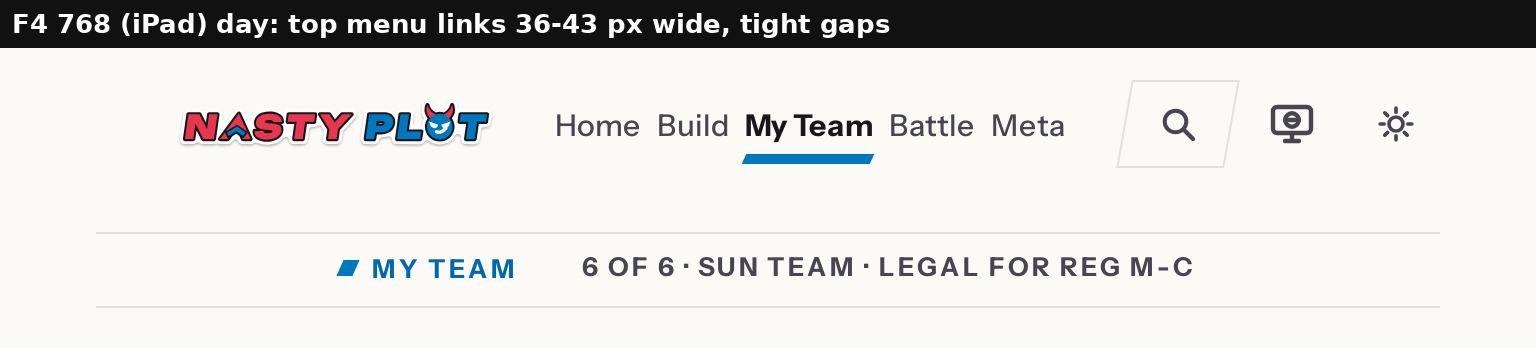 F4 768 (iPad) day: top menu links 36-43 px wide, tight gaps
NASTY PLOT Home Build My Team Battle Meta
MY TEAM 6 OF 6 · SUN TEAM · LEGAL FOR REG M-C